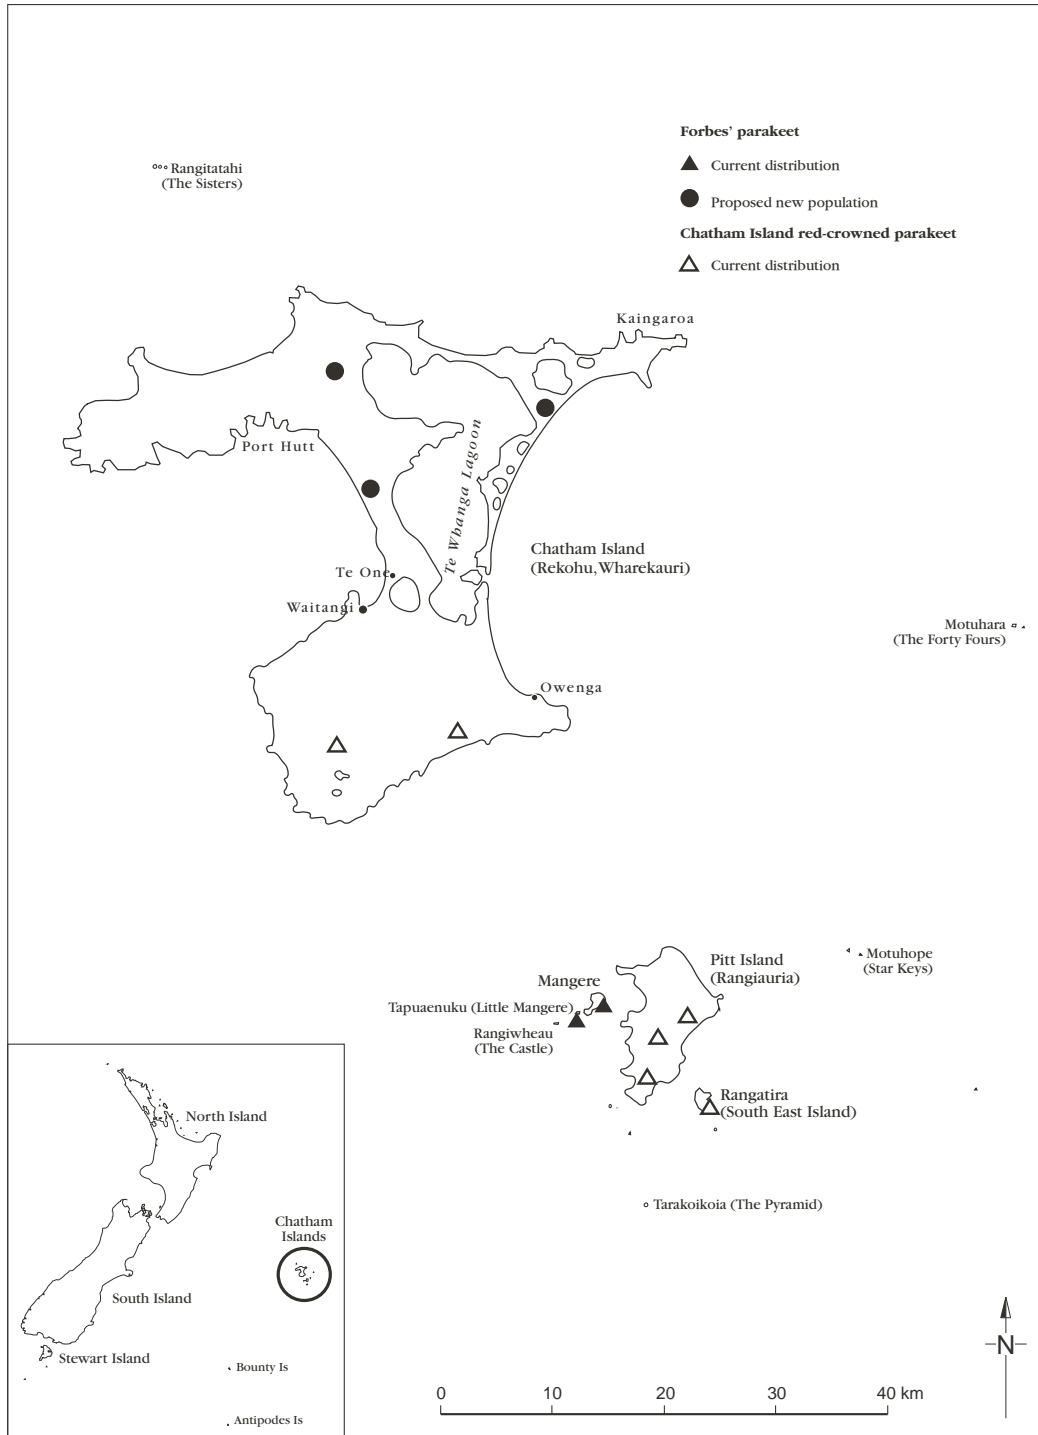 Forbes' parakeet
Current distribution
Proposed new population
Chatham Island red-crowned parakeet
Current distribution
Rangitatahi
(The Sisters)
Kaingaroa
Port Hutt
Te Whanga Lagoon
Chatham Island
(Rekohu, Wharekauri)
Te One
Waitangi
Motuhara
(The Forty Fours)
Owenga
Motuhope
(Star Keys)
Pitt Island
(Rangiauria)
Mangere
Tapuaenuku (Little Mangere)
Rangiwheau
(The Castle)
Rangatira
(South East Island)
Tarakoikoia (The Pyramid)
North Island
Chatham
Islands
South Island
Stewart Island
Bounty Is
Antipodes Is
N
0 10 20 30 40 km